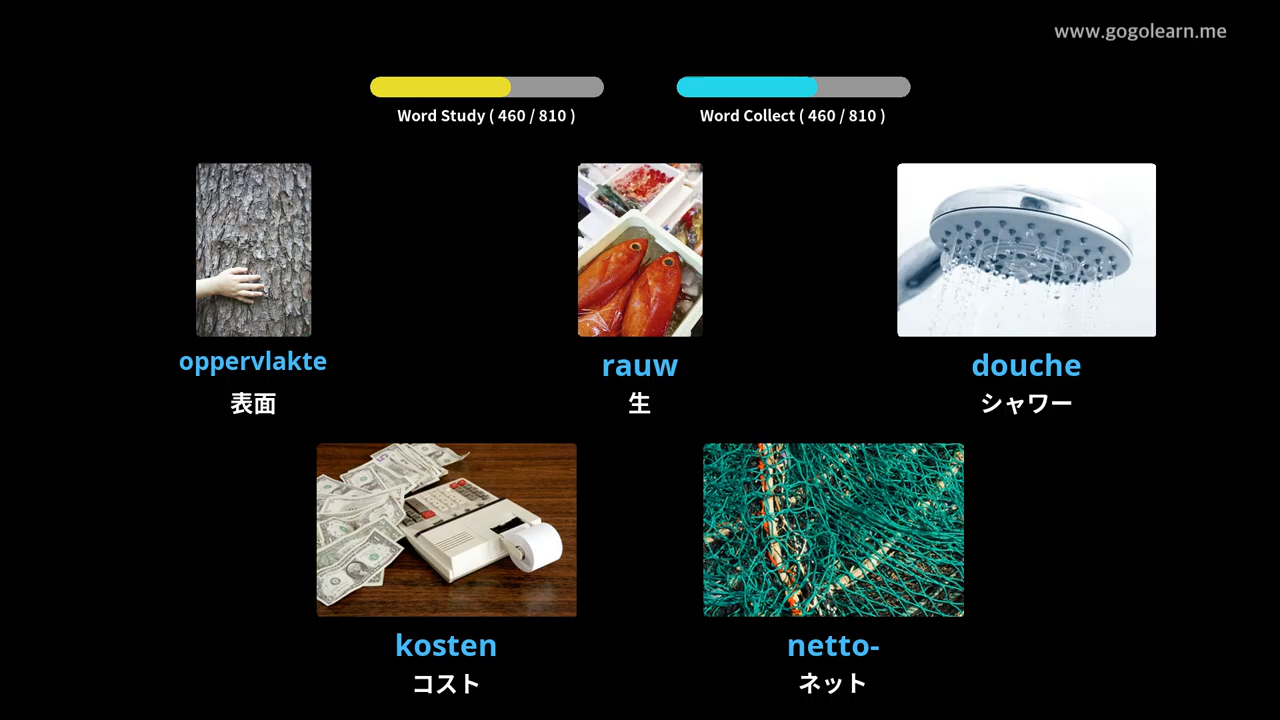 www.gogolearn.me
Word Study ( 460 / 810 )
Word Collect ( 460 / 810 )
oppervlakte
表面
rauw
生
douche
シャワー
kosten
コスト
netto-
ネット